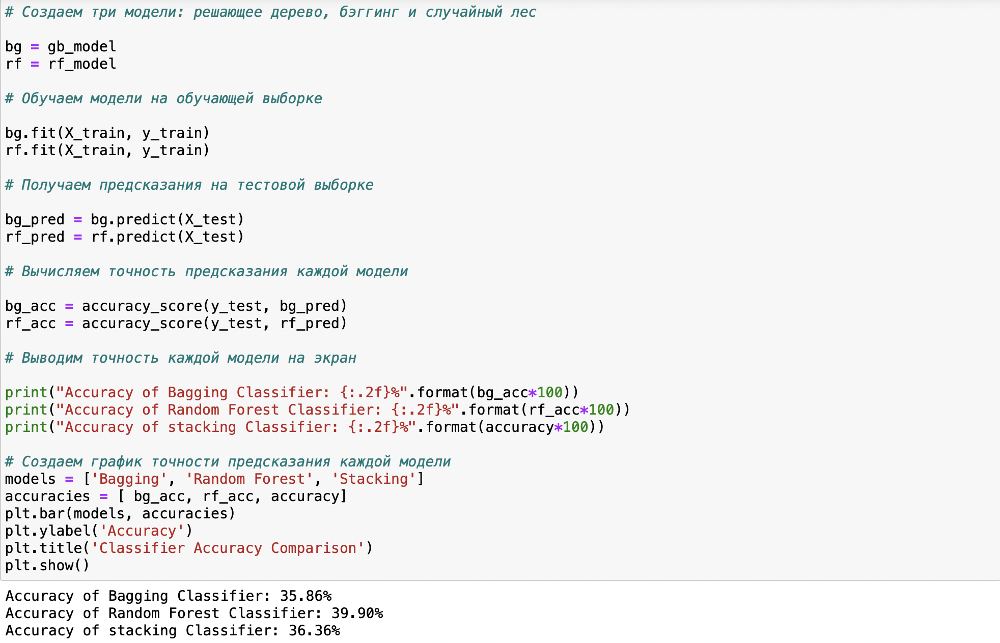 # Создаем три модели: решающее дерево, бэггинг и случайный лес
bg = gb_model
rf = rf_model
# Обучаем модели на обучающей выборке
bg.fit(X_train, y_train)
rf.fit(X_train, y_train)
# Получаем предсказания на тестовой выборке
bg_pred = bg.predict(X_test)
rf_pred = rf.predict(X_test)
# Вычисляем точность предсказания каждой модели
bg_acc = accuracy_score(y_test, bg_pred)
rf_acc = accuracy_score(y_test, rf_pred)
# Выводим точность каждой модели на экран
print("Accuracy of Bagging Classifier: {:.2f}%".format(bg_acc*100))
print("Accuracy of Random Forest Classifier: {:.2f}%".format(rf_acc*100))
print("Accuracy of stacking Classifier: {:.2f}%".format(accuracy*100))
# Создаем график точности предсказания каждой модели
models = ['Bagging', 'Random Forest', 'Stacking']
accuracies = [ bg_acc, rf_acc, accuracy]
plt.bar(models, accuracies)
plt.ylabel('Accuracy')
plt.title('Classifier Accuracy Comparison')
plt.show()
Accuracy of Bagging Classifier: 35.86%
Accuracy of Random Forest Classifier: 39.90%
Accuracy of stacking Classifier: 36.36%